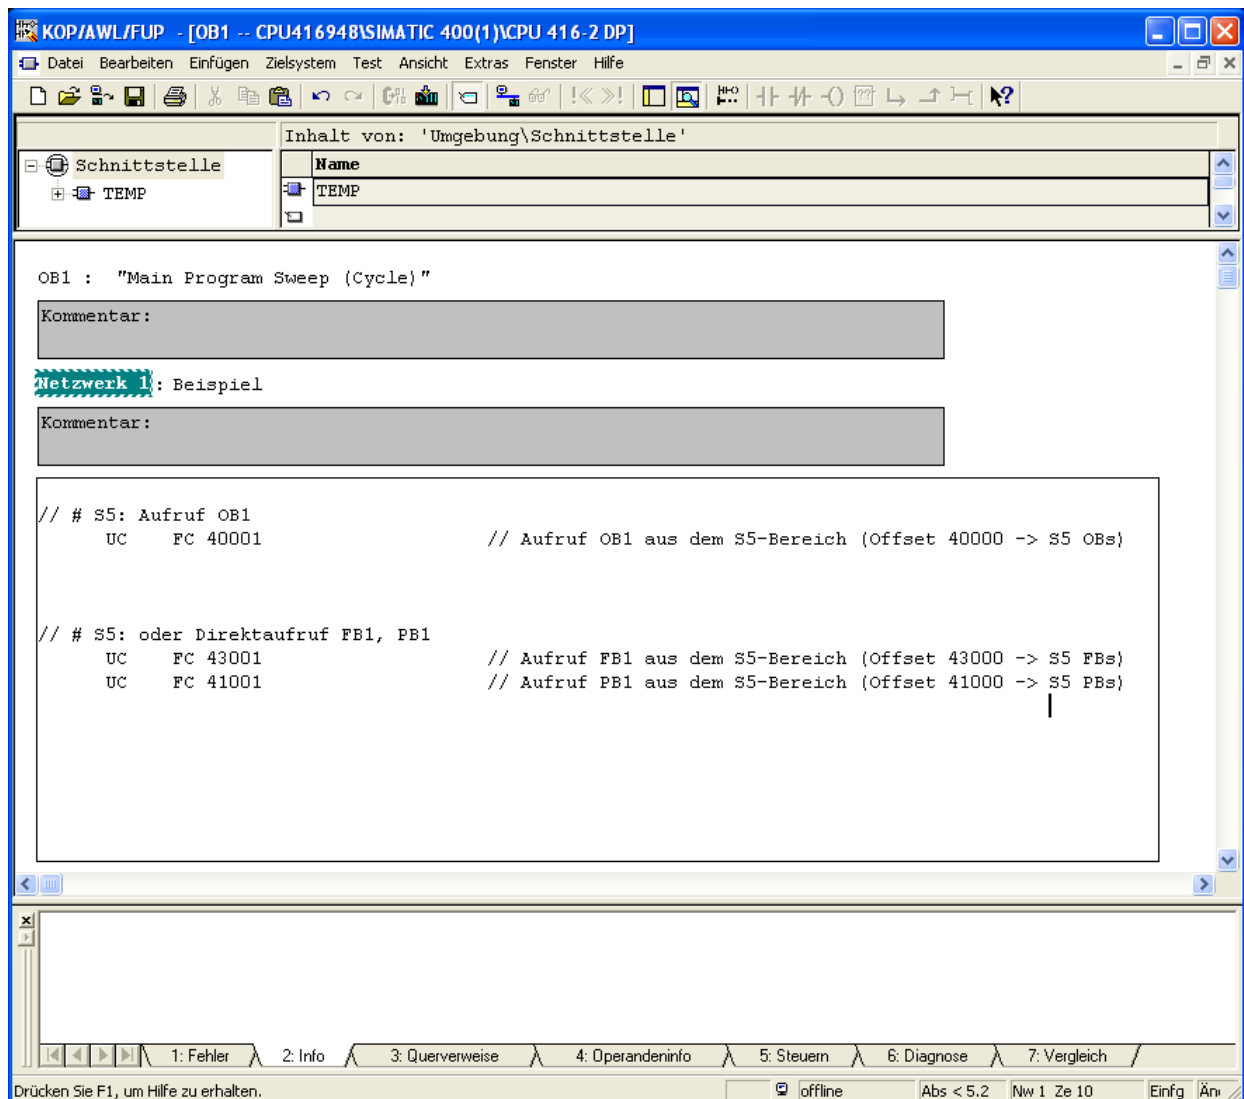 KOP/AWL/FUP - [OB1 -- CPU416948\SIMATIC 400(1)\CPU 416-2 DP]
Datei Bearbeiten Einfügen Zielsystem Test Ansicht Extras Fenster Hilfe
Inhalt von: 'Umgebung\Schnittstelle'
Schnittstelle
Name
TEMP
TEMP
OB1 : "Main Program Sweep (Cycle)"
Kommentar:
Netzwerk 1: Beispiel
Kommentar:
// # S5: Aufruf OB1
UC FC 40001 // Aufruf OB1 aus dem S5-Bereich (Offset 40000 -> S5 OBs)
// # S5: oder Direktaufruf FB1, PB1
UC FC 43001 // Aufruf FB1 aus dem S5-Bereich (Offset 43000 -> S5 FBs)
UC FC 41001 // Aufruf PB1 aus dem S5-Bereich (Offset 41000 -> S5 PBs)
1: Fehler 2: Info 3: Querverweise 4: Operandeninfo 5: Steuern 6: Diagnose 7: Vergleich
Drücken Sie F1, um Hilfe zu erhalten. offline Abs < 5.2 Nw 1 Ze 10 Einfg